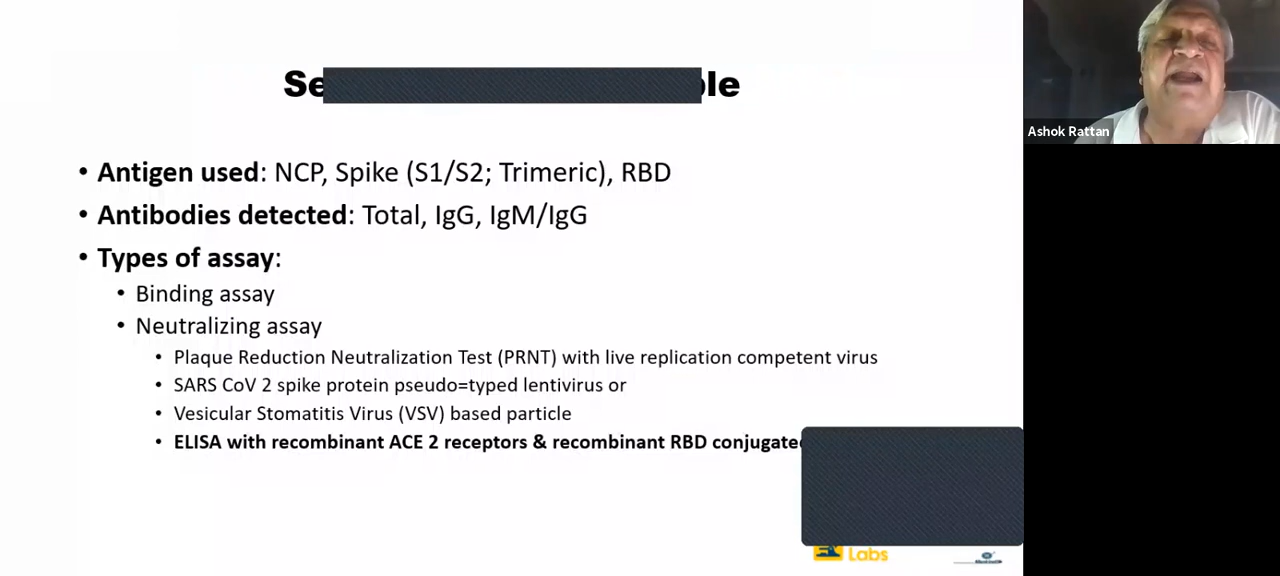 Ashok Rattan
• Antigen used: NCP, Spike (S1/S2; Trimeric), RBD
• Antibodies detected: Total, IgG, IgM/IgG
• Types of assay:
• Binding assay
• Neutralizing assay
• Plaque Reduction Neutralization Test (PRNT) with live replication competent virus
• SARS CoV 2 spike protein pseudo=typed lentivirus or
• Vesicular Stomatitis Virus (VSV) based particle
• ELISA with recombinant ACE 2 receptors & recombinant RBD
Labs